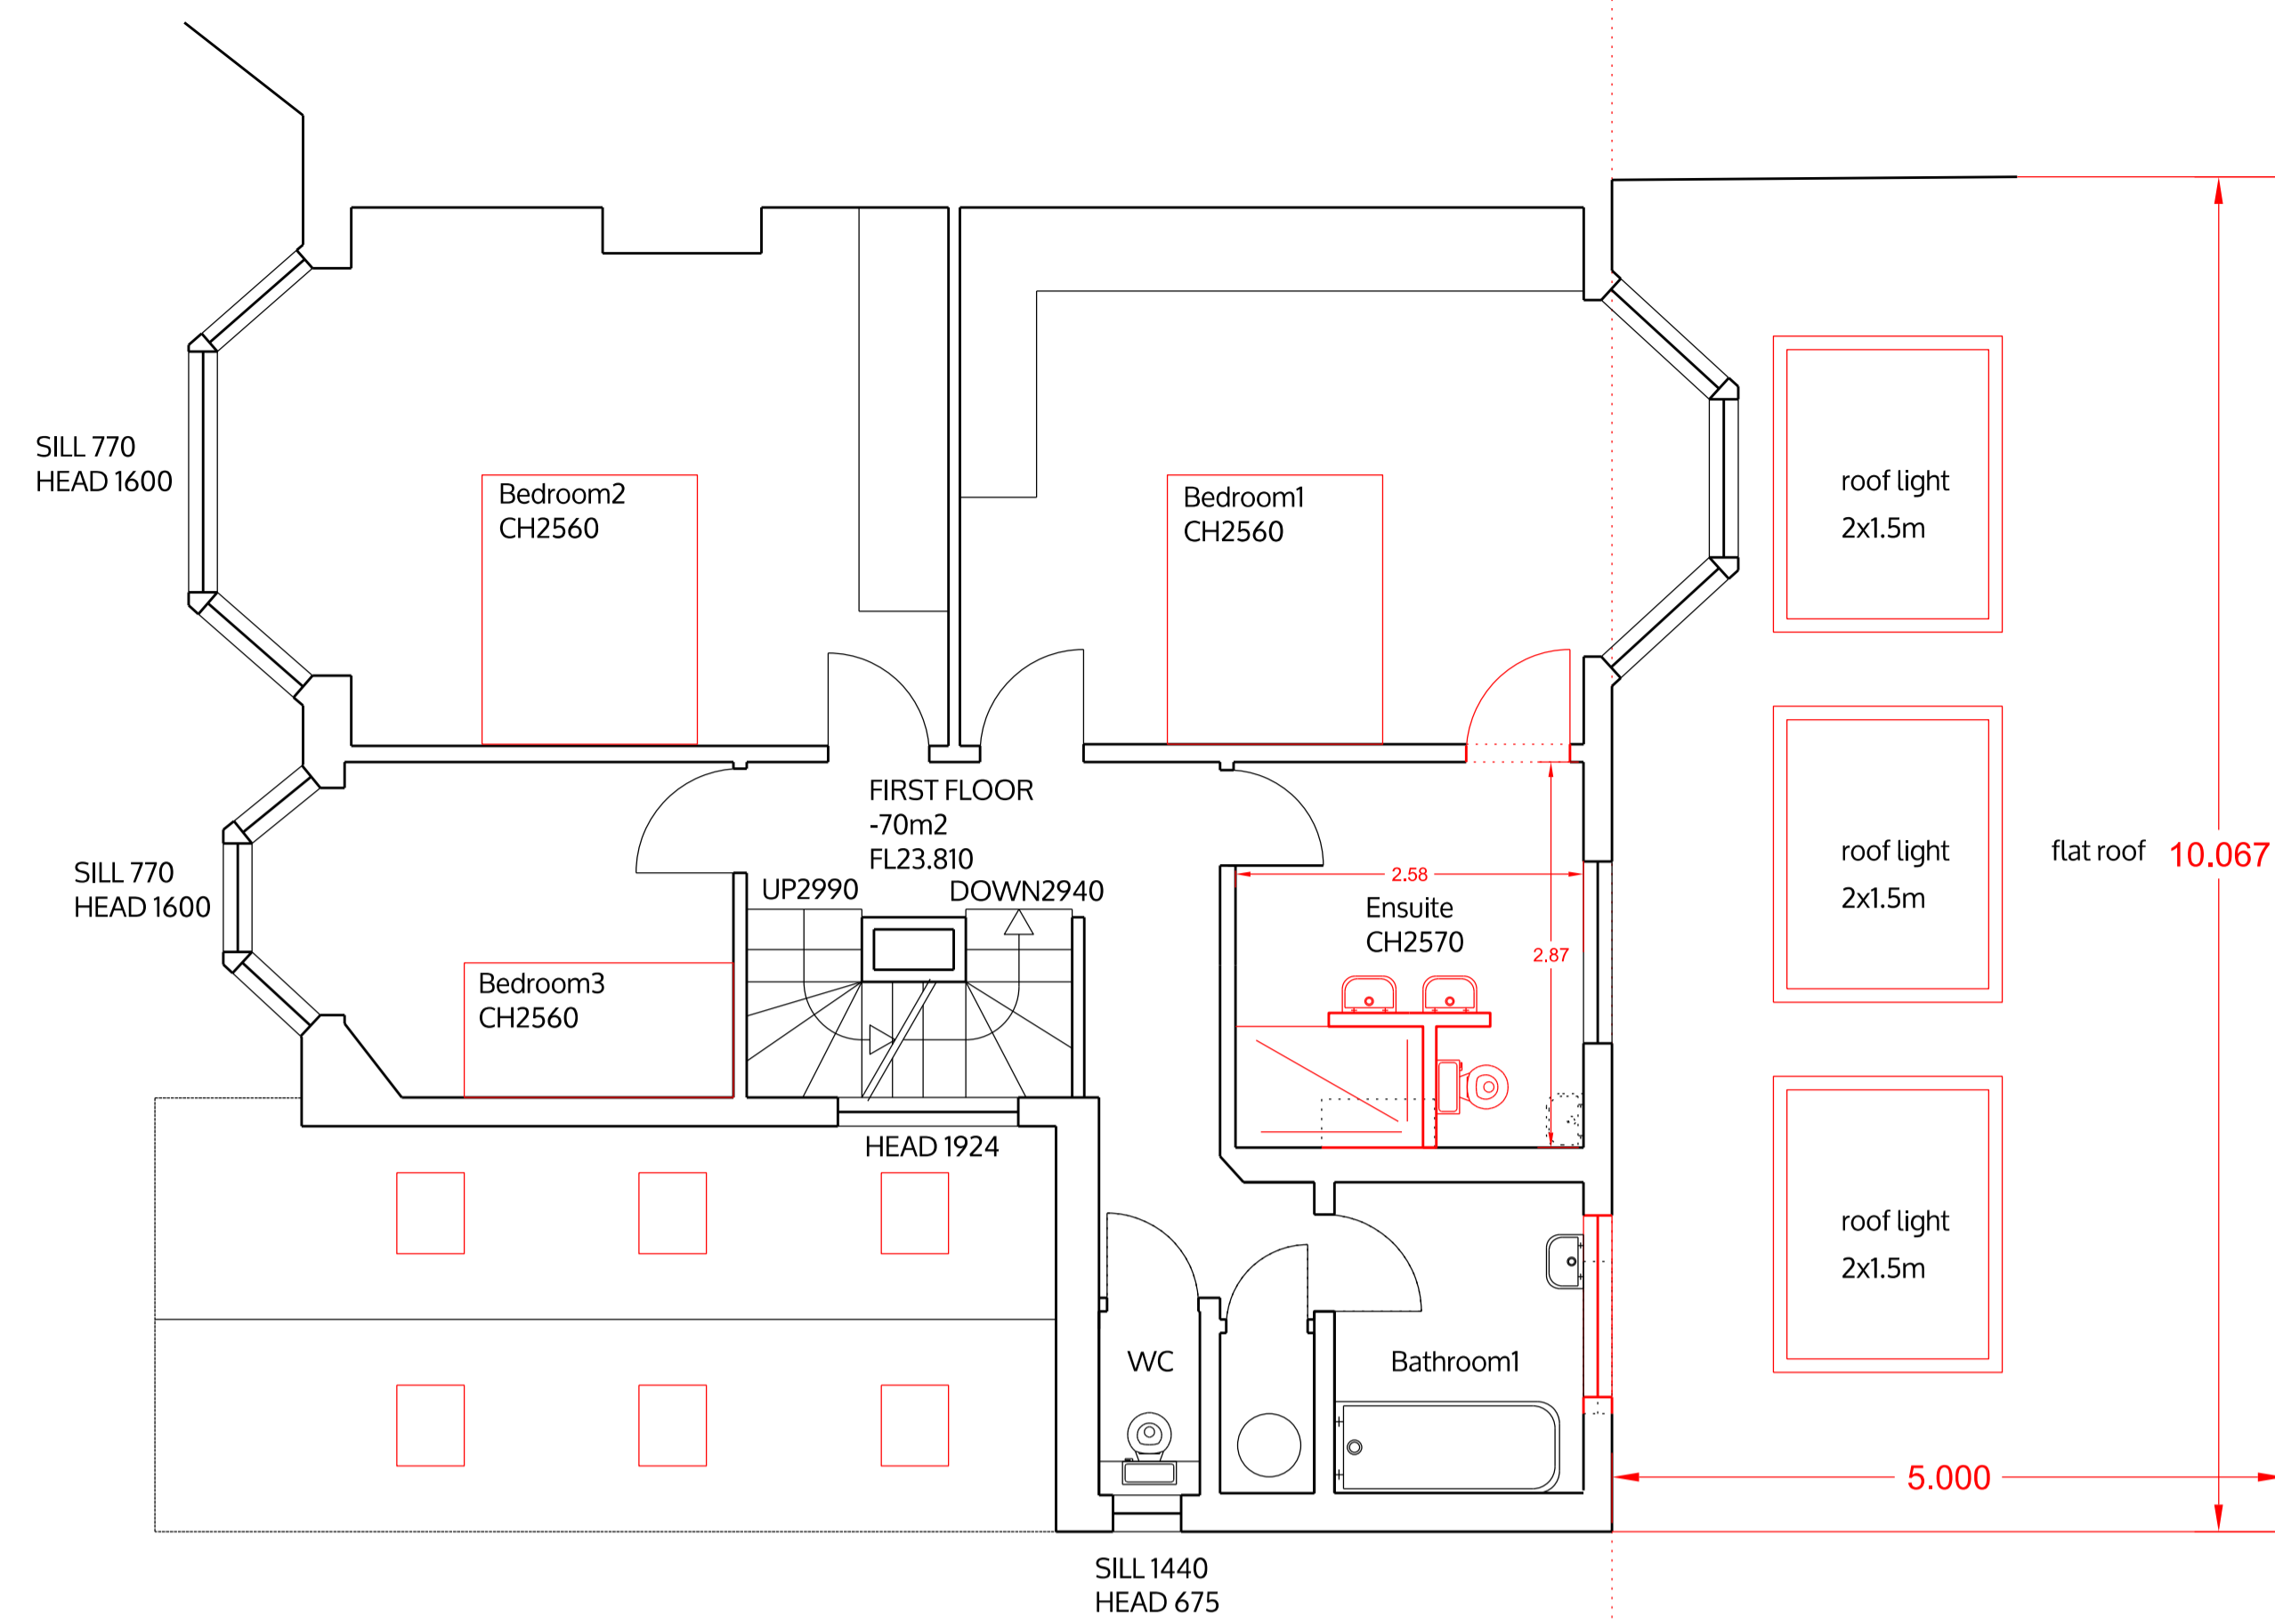 SILL 770
HEAD 1600
Bedroom2
CH2560
Bedroom1
CH2560
roof light
2x1.5m
FIRST FLOOR
-70m2
FL23.810
UP2990
DOWN2940
SILL 770
HEAD 1600
2.58
Ensuite
CH2570
2.87
roof light
2x1.5m
flat roof
10.067
Bedroom3
CH2560
HEAD 1924
roof light
2x1.5m
WC
Bathroom1
5.000
SILL 1440
HEAD 675